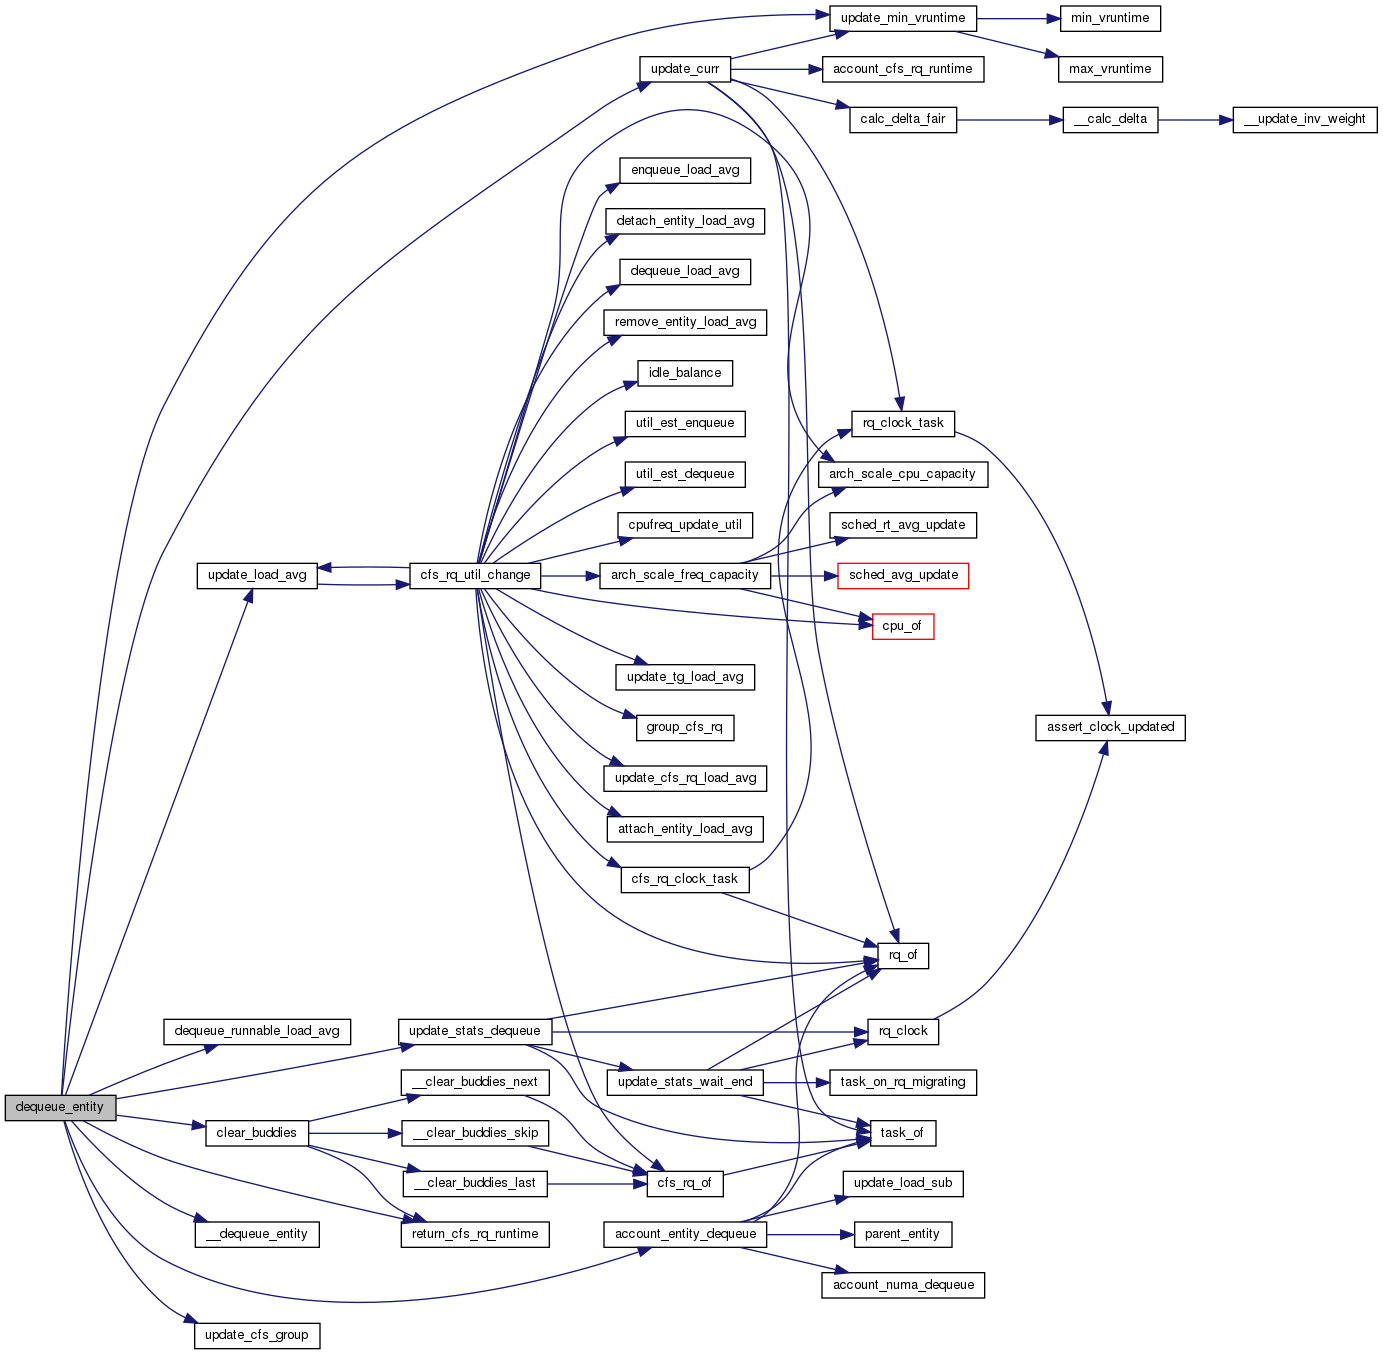 update_min_vruntime
min_vruntime
update_curr
account_cfs_rq_runtime
max_vruntime
calc_delta_fair
__calc_delta
__update_inv_weight
enqueue_load_avg
detach_entity_load_avg
dequeue_load_avg
remove_entity_load_avg
idle_balance
util_est_enqueue
rq_clock_task
util_est_dequeue
arch_scale_cpu_capacity
cpufreq_update_util
sched_rt_avg_update
update_load_avg
cfs_rq_util_change
arch_scale_freq_capacity
sched_avg_update
cpu_of
update_tg_load_avg
group_cfs_rq
assert_clock_updated
update_cfs_rq_load_avg
attach_entity_load_avg
cfs_rq_clock_task
rq_of
dequeue_runnable_load_avg
update_stats_dequeue
rq_clock
__clear_buddies_next
update_stats_wait_end
task_on_rq_migrating
dequeue_entity
clear_buddies
__clear_buddies_skip
task_of
__clear_buddies_last
cfs_rq_of
update_load_sub
__dequeue_entity
return_cfs_rq_runtime
account_entity_dequeue
parent_entity
account_numa_dequeue
update_cfs_group